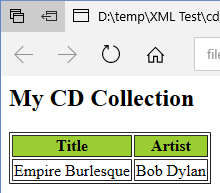 D:\temp\XML Test\cd
file
My CD Collection
Title Artist
Empire Burlesque Bob Dylan